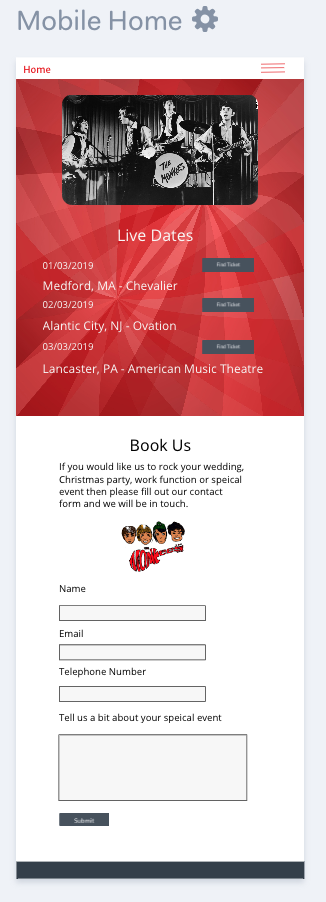 Mobile Home
Home
THE
MONKEES
Live Dates
01/03/2019 Find Ticket
Medford, MA - Chevalier
02/03/2019 Find Ticket
Alantic City, NJ - Ovation
03/03/2019 Find Ticket
Lancaster, PA - American Music Theatre
Book Us
If you would like us to rock your wedding,
Christmas party, work function or speical
event then please fill out our contact
form and we will be in touch.
MONKEES
Name
Email
Telephone Number
Tell us a bit about your speical event
Submit